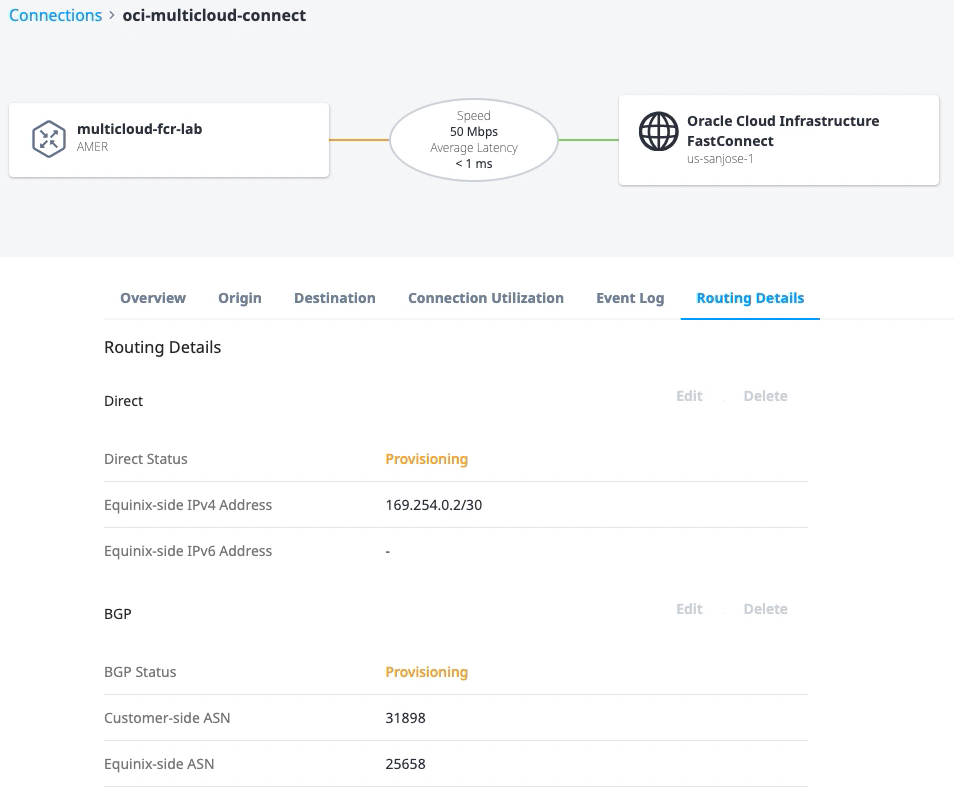 Connections > oci-multicloud-connect
multicloud-fcr-lab
AMER
Speed
50 Mbps
Average Latency
< 1 ms
Oracle Cloud Infrastructure
FastConnect
us-sanjose-1
Overview Origin Destination Connection Utilization Event Log Routing Details
Routing Details
Direct Edit Delete
Direct Status Provisioning
Equinix-side IPv4 Address 169.254.0.2/30
Equinix-side IPv6 Address -
BGP Edit Delete
BGP Status Provisioning
Customer-side ASN 31898
Equinix-side ASN 25658